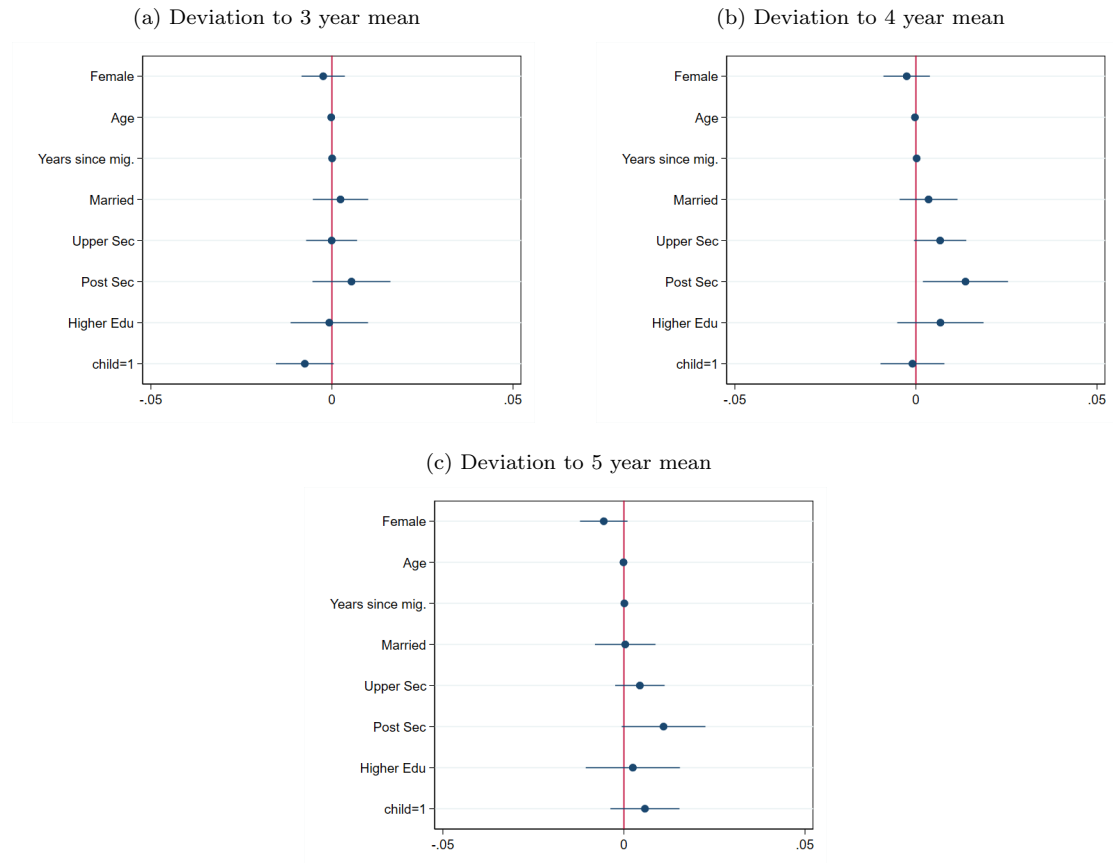 (a) Deviation to 3 year mean
Female
Age
Years since mig.
Married
Upper Sec
Post Sec
Higher Edu
child=1
-.05 0 .05
(b) Deviation to 4 year mean
Female
Age
Years since mig.
Married
Upper Sec
Post Sec
Higher Edu
child=1
-.05 0 .05
(c) Deviation to 5 year mean
Female
Age
Years since mig.
Married
Upper Sec
Post Sec
Higher Edu
child=1
-.05 0 .05